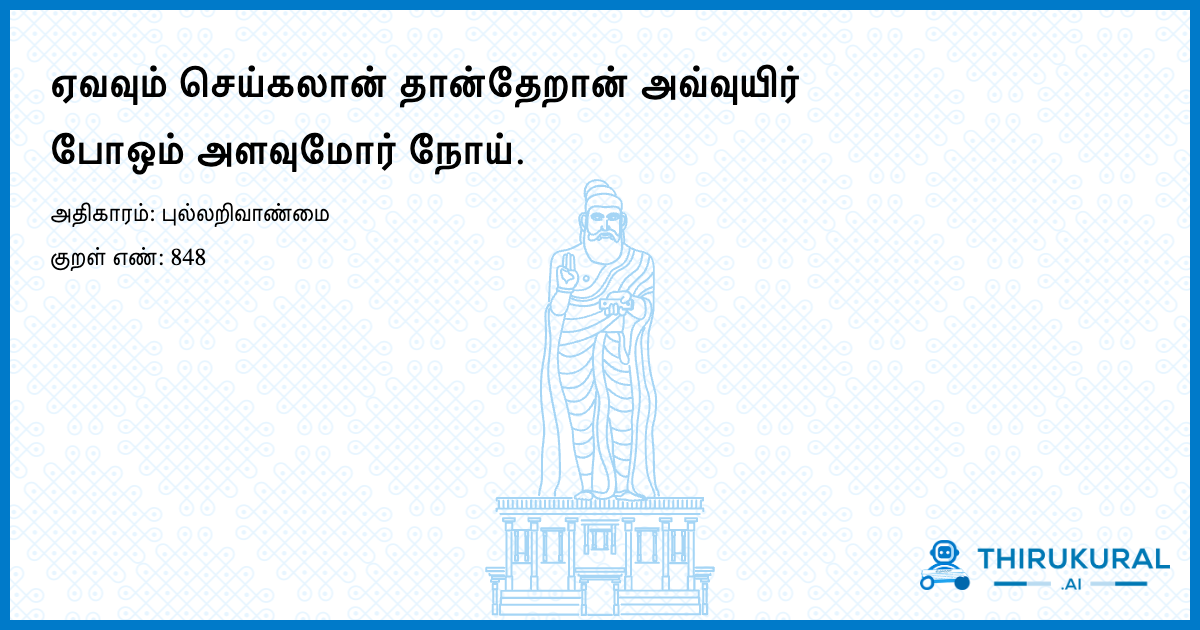 ஏவவும் செய்கலான் தான்தேறான் அவ்வுயிர்
போஒம் அளவுமோர் நோய்.
அதிகாரம்: புல்லறிவாண்மை
குறள் எண்: 848
THIRUKURAL
.AI